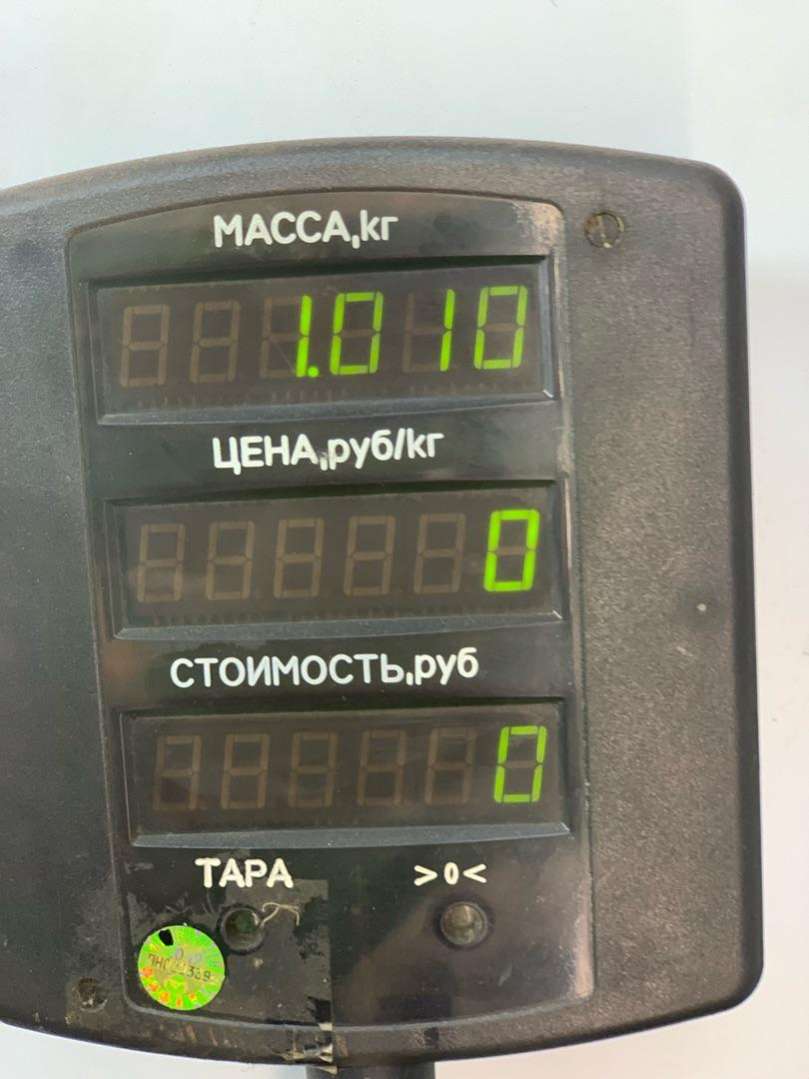 МАССА,кг
1.010
ЦЕНА,руб/кг
0
СТОИМОСТЬ,руб
0
ТАРА >0<